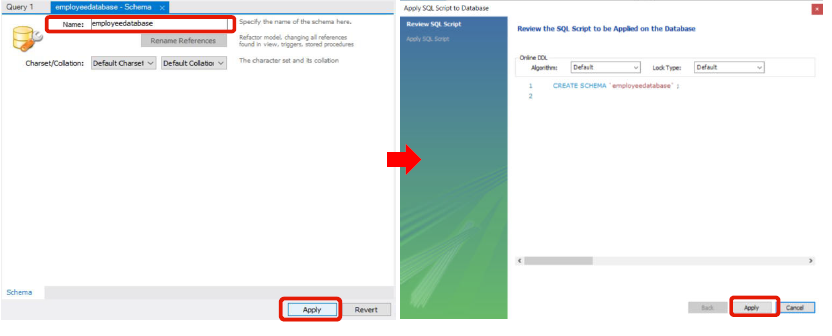 Query 1
employeedatabase - Schema
Name:
employeedatabase
Specify the name of the schema here.
Rename References
Refactor model, changing all references
found in view, triggers, stored procedures
Charset/Collation:
Default Charset
Default Collation
The character set and its collation
Schema
Apply
Revert
Apply SQL Script to Database
Review SQL Script
Apply SQL Script
Review the SQL Script to be Applied on the Database
Online DDL
Algorithm:
Default
Lock Type:
Default
1 CREATE SCHEMA `employeedatabase` ;
2
Back
Apply
Cancel